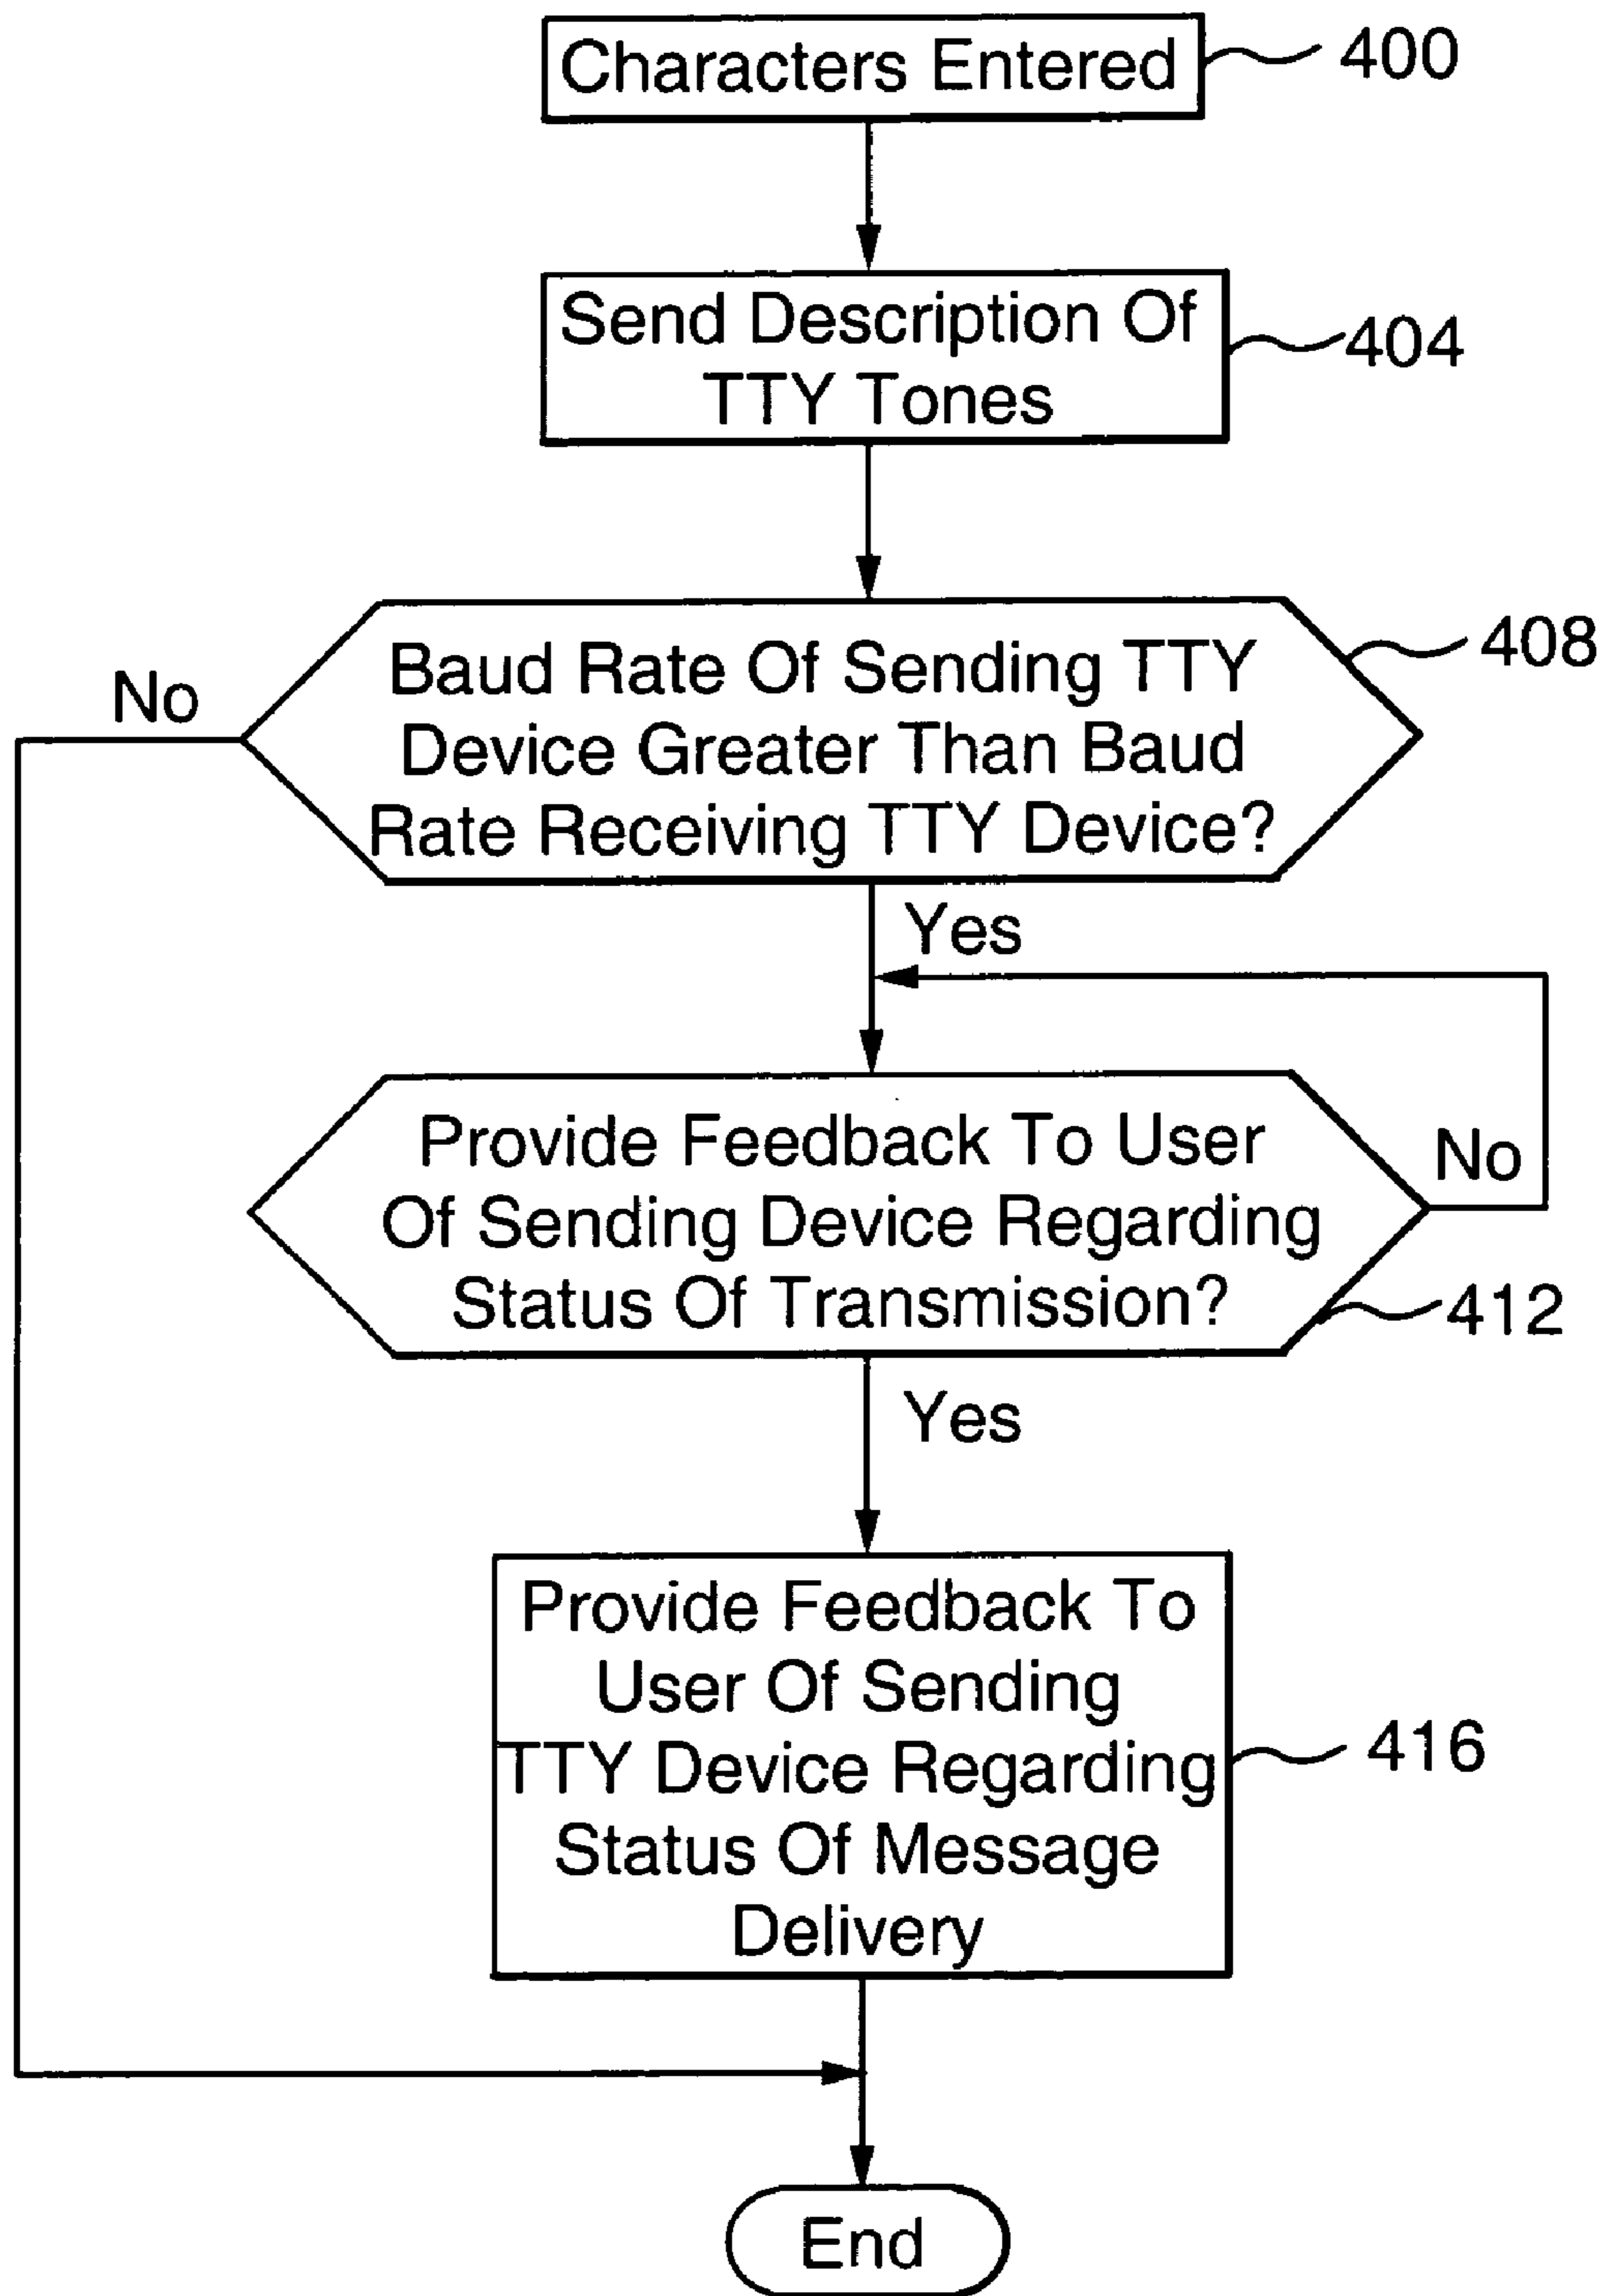 Characters Entered
400
Send Description Of
TTY Tones
404
Baud Rate Of Sending TTY
Device Greater Than Baud
Rate Receiving TTY Device?
408
No
Yes
Provide Feedback To User
Of Sending Device Regarding
Status Of Transmission?
No
412
Yes
Provide Feedback To
User Of Sending
TTY Device Regarding
Status Of Message
Delivery
416
End